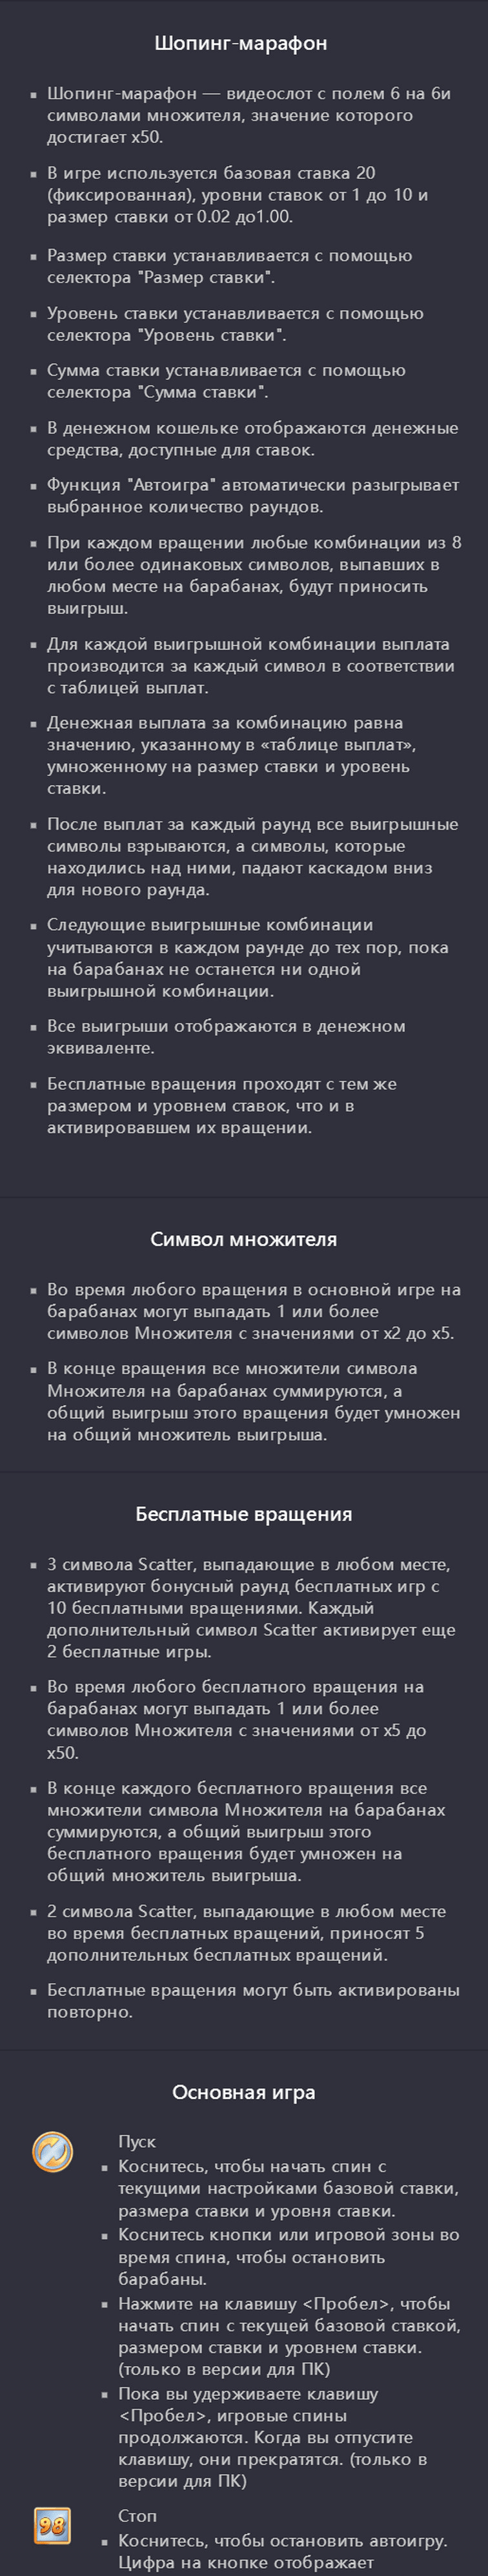 Шопинг-марафон
▪ Шопинг-марафон — видеослот с полем 6 на 6и
символами множителя, значение которого
достигает x50.
▪ В игре используется базовая ставка 20
(фиксированная), уровни ставок от 1 до 10 и
размер ставки от 0.02 до1.00.
▪ Размер ставки устанавливается с помощью
селектора "Размер ставки".
▪ Уровень ставки устанавливается с помощью
селектора "Уровень ставки".
▪ Сумма ставки устанавливается с помощью
селектора "Сумма ставки".
▪ В денежном кошельке отображаются денежные
средства, доступные для ставок.
▪ Функция "Автоигра" автоматически разыгрывает
выбранное количество раундов.
▪ При каждом вращении любые комбинации из 8
или более одинаковых символов, выпавших в
любом месте на барабанах, будут приносить
выигрыш.
▪ Для каждой выигрышной комбинации выплата
производится за каждый символ в соответствии
с таблицей выплат.
▪ Денежная выплата за комбинацию равна
значению, указанному в «таблице выплат»,
умноженному на размер ставки и уровень
ставки.
▪ После выплат за каждый раунд все выигрышные
символы взрываются, а символы, которые
находились над ними, падают каскадом вниз
для нового раунда.
▪ Следующие выигрышные комбинации
учитываются в каждом раунде до тех пор, пока
на барабанах не останется ни одной
выигрышной комбинации.
▪ Все выигрыши отображаются в денежном
эквиваленте.
▪ Бесплатные вращения проходят с тем же
размером и уровнем ставок, что и в
активировавшем их вращении.
Символ множителя
▪ Во время любого вращения в основной игре на
барабанах могут выпадать 1 или более
символов Множителя с значениями от x2 до x5.
▪ В конце вращения все множители символа
Множителя на барабанах суммируются, а
общий выигрыш этого вращения будет умножен
на общий множитель выигрыша.
Бесплатные вращения
▪ 3 символа Scatter, выпадающие в любом месте,
активируют бонусный раунд бесплатных игр с
10 бесплатными вращениями. Каждый
дополнительный символ Scatter активирует еще
2 бесплатные игры.
▪ Во время любого бесплатного вращения на
барабанах могут выпадать 1 или более
символов Множителя с значениями от x5 до
x50.
▪ В конце каждого бесплатного вращения все
множители символа Множителя на барабанах
суммируются, а общий выигрыш этого
бесплатного вращения будет умножен на
общий множитель выигрыша.
▪ 2 символа Scatter, выпадающие в любом месте
во время бесплатных вращений, приносят 5
дополнительных бесплатных вращений.
▪ Бесплатные вращения могут быть активированы
повторно.
Основная игра
Пуск
▪ Коснитесь, чтобы начать спин с
текущими настройками базовой ставки,
размера ставки и уровня ставки.
▪ Коснитесь кнопки или игровой зоны во
время спина, чтобы остановить
барабаны.
▪ Нажмите на клавишу <Пробел>, чтобы
начать спин с текущей базовой ставкой,
размером ставки и уровнем ставки.
(только в версии для ПК)
▪ Пока вы удерживаете клавишу
<Пробел>, игровые спины
продолжаются. Когда вы отпустите
клавишу, они прекратятся. (только в
версии для ПК)
98 Стоп
▪ Коснитесь, чтобы остановить автоигру.
Цифра на кнопке отображает